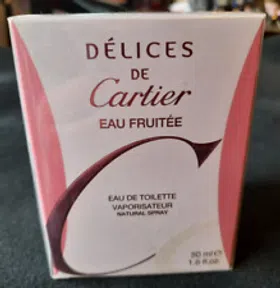 DÉLICES
DE
Cartier
EAU FRUITÉE
EAU DE TOILETTE
VAPORISATEUR
NATURAL SPRAY
50 ml e
1.6 fl.oz